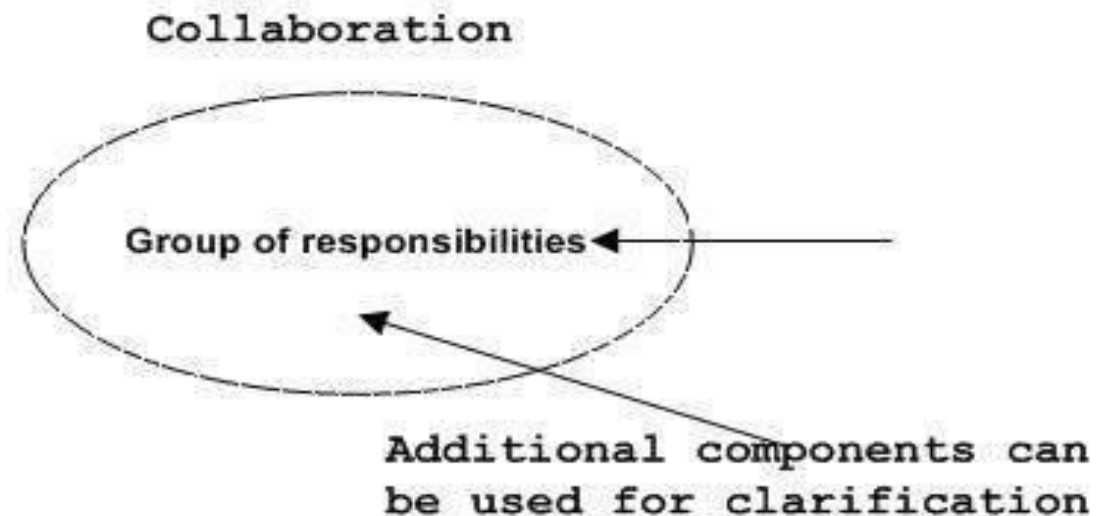 Collaboration
Group of responsibilities
Additional components can
be used for clarification